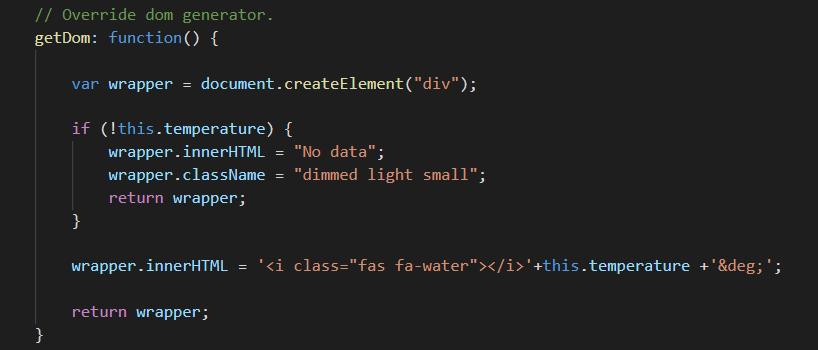 // Override dom generator.
getDom: function() {
var wrapper = document.createElement("div");
if (!this.temperature) {
wrapper.innerHTML = "No data";
wrapper.className = "dimmed light small";
return wrapper;
}
wrapper.innerHTML = '<i class="fas fa-water"></i>'+this.temperature +'&deg;';
return wrapper;
}